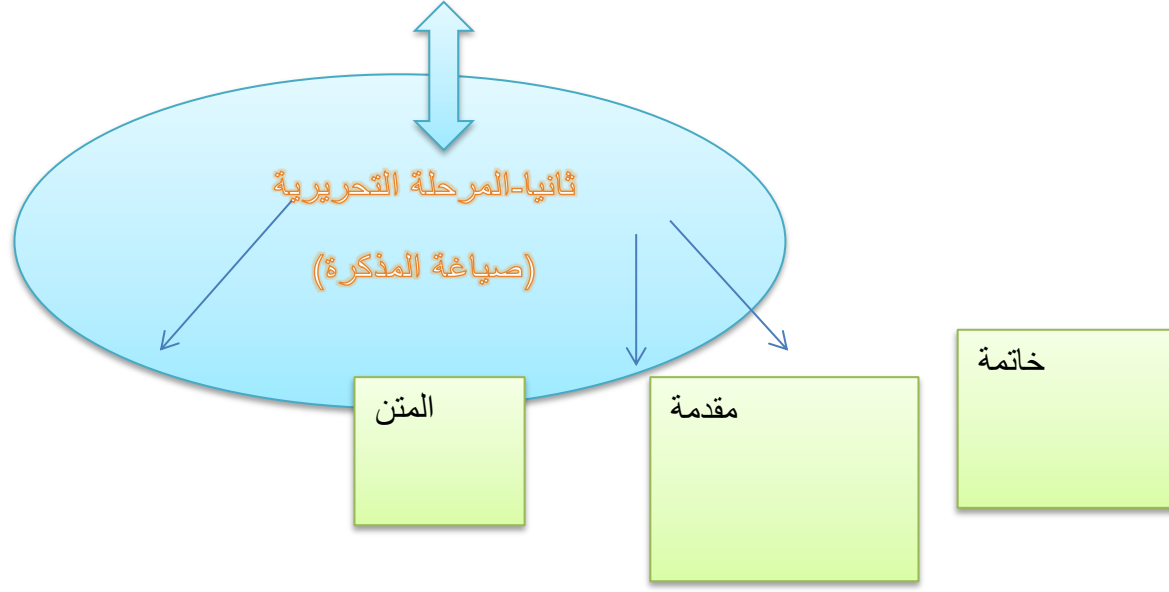 ثانيا-المرحلة التحريرية
(صياغة المذكرة)
خاتمة
مقدمة
المتن